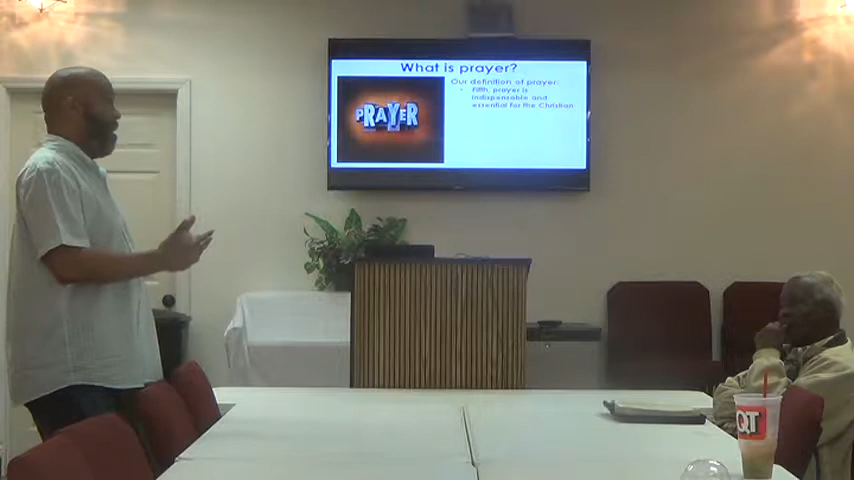 What is prayer?
Our definition of prayer:
• Fifth, prayer is
indispensable and
essential for the Christian
PRAYER
QT